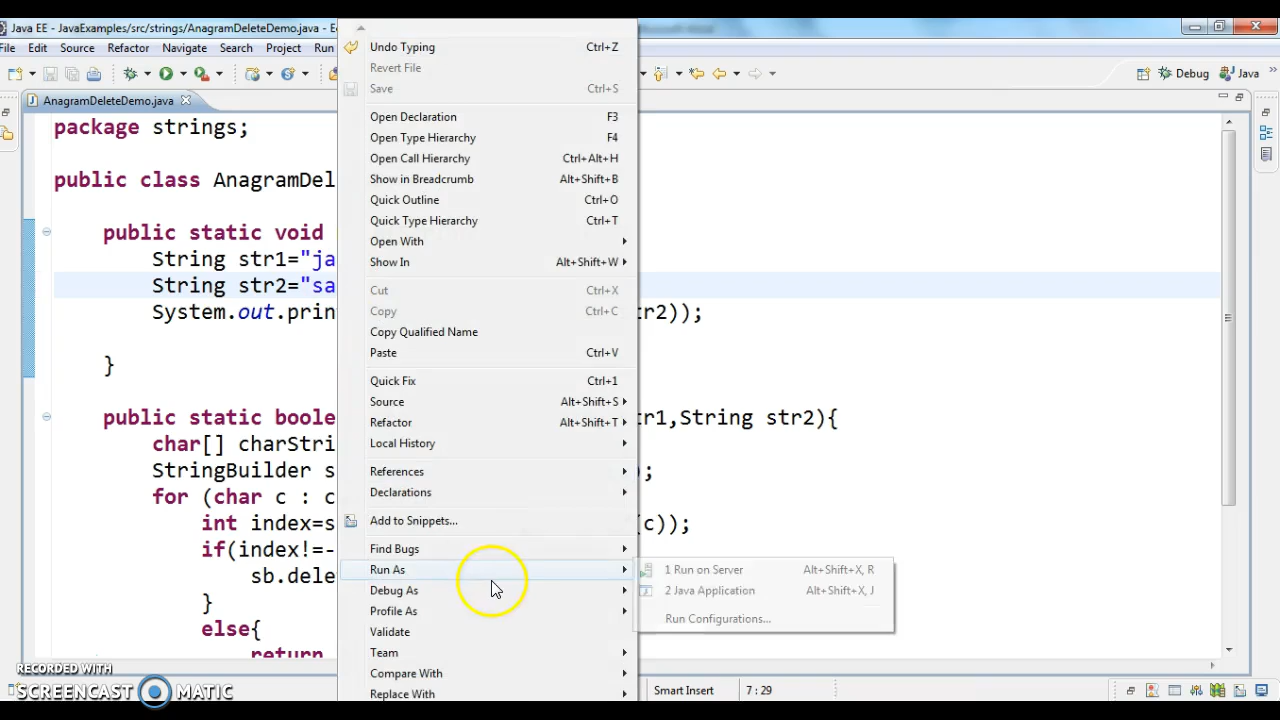 Java EE - JavaExamples/src/strings/AnagramDeleteDemo.java - E
File Edit Source Refactor Navigate Search Project Run
Debug Java
AnagramDeleteDemo.java
package strings;
public class AnagramDel
public static void
String str1="ja
String str2="sa
System.out.print
tr2));
}
public static boole
tr1,String str2){
char[] charStri
StringBuilder s
);
for (char c : c
int index=s
(c));
if(index!=-
sb.dele
}
else{
return
Undo Typing Ctrl+Z
Revert File
Save Ctrl+S
Open Declaration F3
Open Type Hierarchy F4
Open Call Hierarchy Ctrl+Alt+H
Show in Breadcrumb Alt+Shift+B
Quick Outline Ctrl+O
Quick Type Hierarchy Ctrl+T
Open With
Show In Alt+Shift+W
Cut Ctrl+X
Copy Ctrl+C
Copy Qualified Name
Paste Ctrl+V
Quick Fix Ctrl+1
Source Alt+Shift+S
Refactor Alt+Shift+T
Local History
References
Declarations
Add to Snippets...
Find Bugs
Run As
Debug As
Profile As
Validate
Team
Compare With
Replace With
1 Run on Server Alt+Shift+X, R
2 Java Application Alt+Shift+X, J
Run Configurations...
RECORDED WITH
SCREENCAST MATIC
Smart Insert 7 : 29